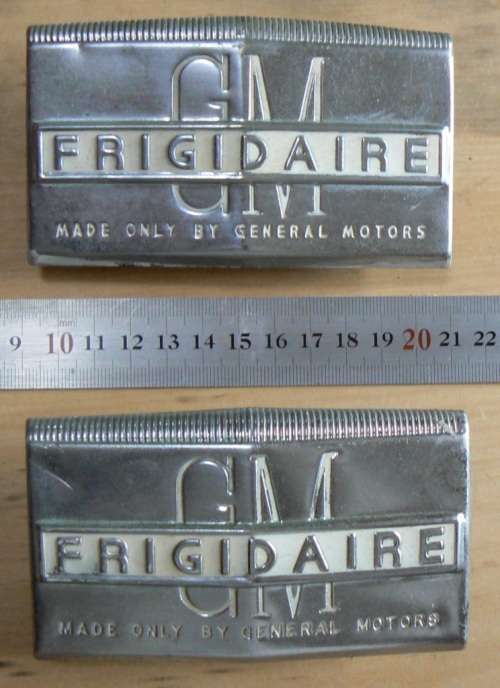 GM
FRIGIDAIRE
MADE ONLY BY GENERAL MOTORS
mm
9 10 11 12 13 14 15 16 17 18 19 20 21 22
GM
FRIGIDAIRE
MADE ONLY BY GENERAL MOTORS